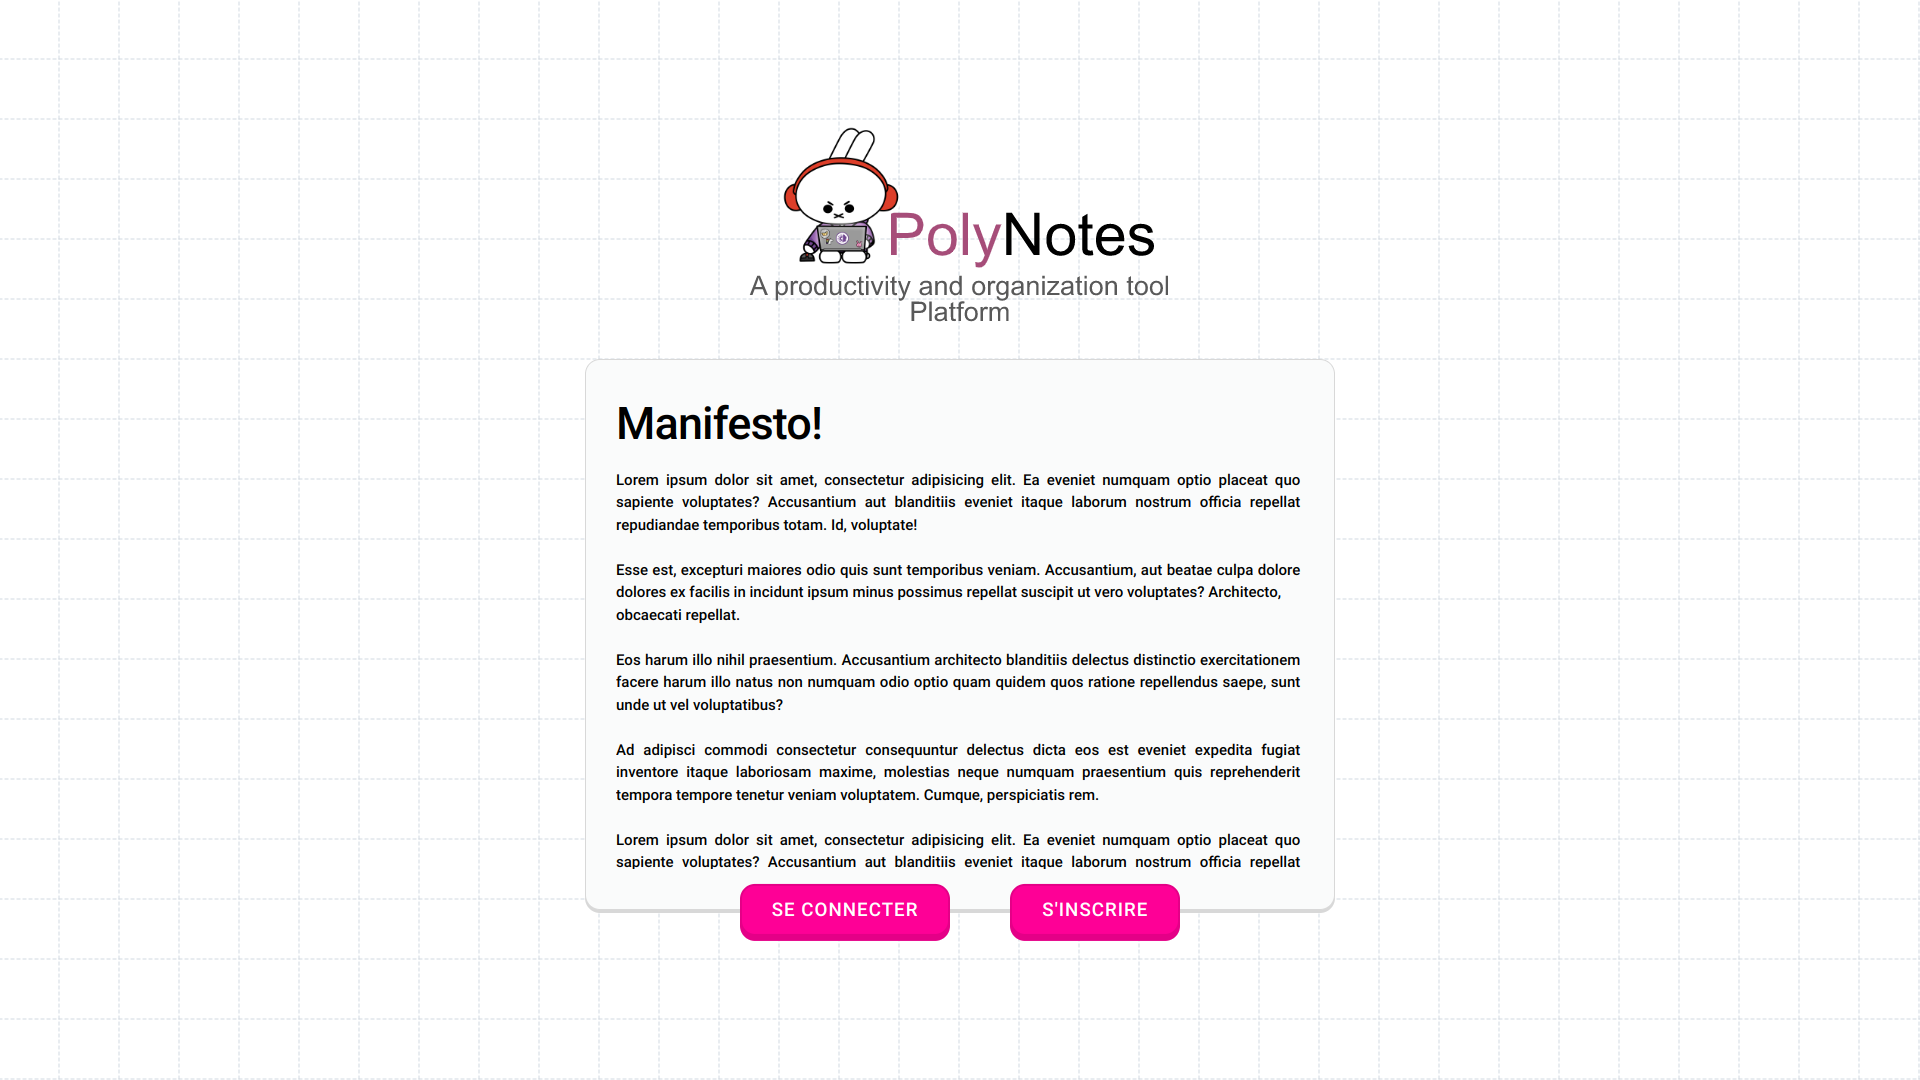 PolyNotes
A productivity and organization tool
Platform
Manifesto!
Lorem ipsum dolor sit amet, consectetur adipisicing elit. Ea eveniet numquam optio placeat quo
sapiente voluptates? Accusantium aut blanditiis eveniet itaque laborum nostrum officia repellat
repudiandae temporibus totam. Id, voluptate!
Esse est, excepturi maiores odio quis sunt temporibus veniam. Accusantium, aut beatae culpa dolore
dolores ex facilis in incidunt ipsum minus possimus repellat suscipit ut vero voluptates? Architecto,
obcaecati repellat.
Eos harum illo nihil praesentium. Accusantium architecto blanditiis delectus distinctio exercitationem
facere harum illo natus non numquam odio optio quam quidem quos ratione repellendus saepe, sunt
unde ut vel voluptatibus?
Ad adipisci commodi consectetur consequuntur delectus dicta eos est eveniet expedita fugiat
inventore itaque laboriosam maxime, molestias neque numquam praesentium quis reprehenderit
tempora tempore tenetur veniam voluptatem. Cumque, perspiciatis rem.
Lorem ipsum dolor sit amet, consectetur adipisicing elit. Ea eveniet numquam optio placeat quo
sapiente voluptates? Accusantium aut blanditiis eveniet itaque laborum nostrum officia repellat
SE CONNECTER
S'INSCRIRE